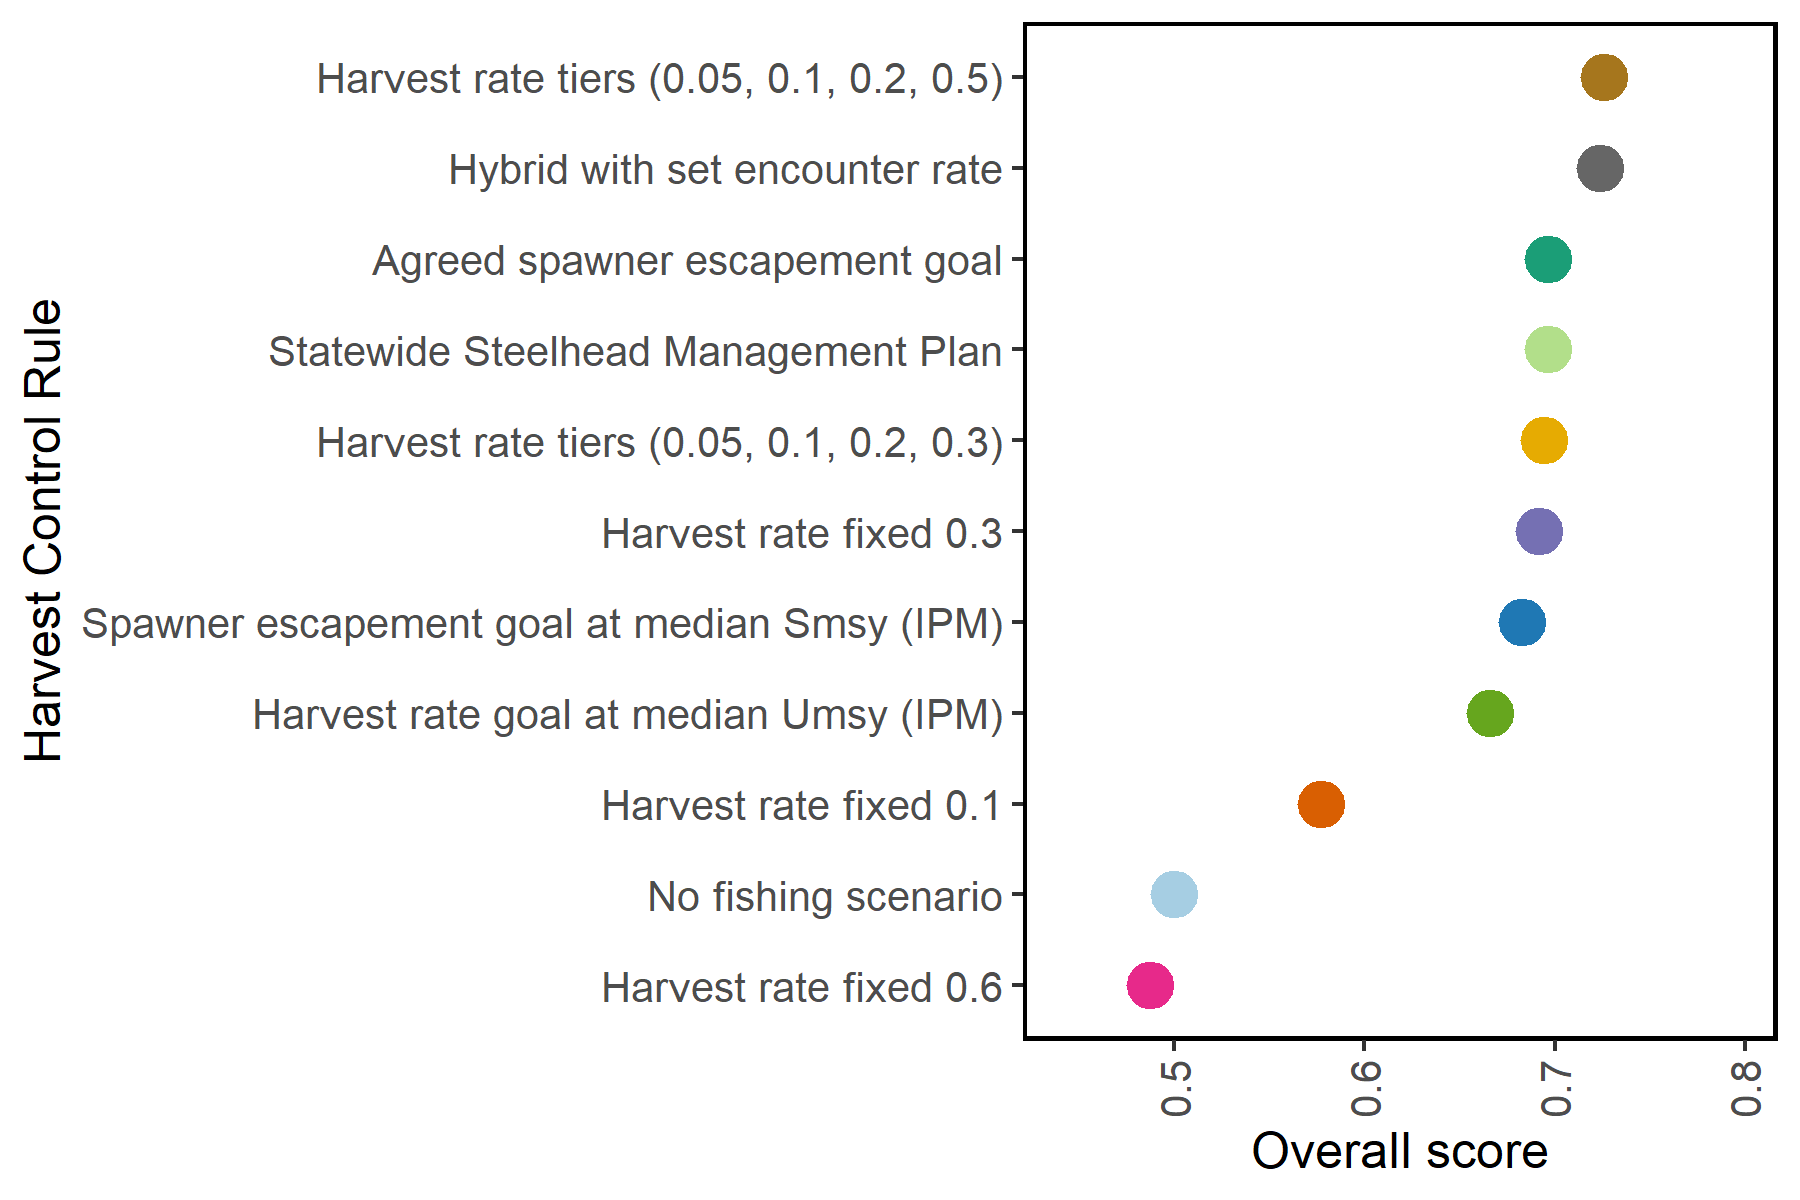 Harvest Control Rule
Harvest rate tiers (0.05, 0.1, 0.2, 0.5)
Hybrid with set encounter rate
Agreed spawner escapement goal
Statewide Steelhead Management Plan
Harvest rate tiers (0.05, 0.1, 0.2, 0.3)
Harvest rate fixed 0.3
Spawner escapement goal at median Smsy (IPM)
Harvest rate goal at median Umsy (IPM)
Harvest rate fixed 0.1
No fishing scenario
Harvest rate fixed 0.6
0.5
0.6
0.7
0.8
Overall score